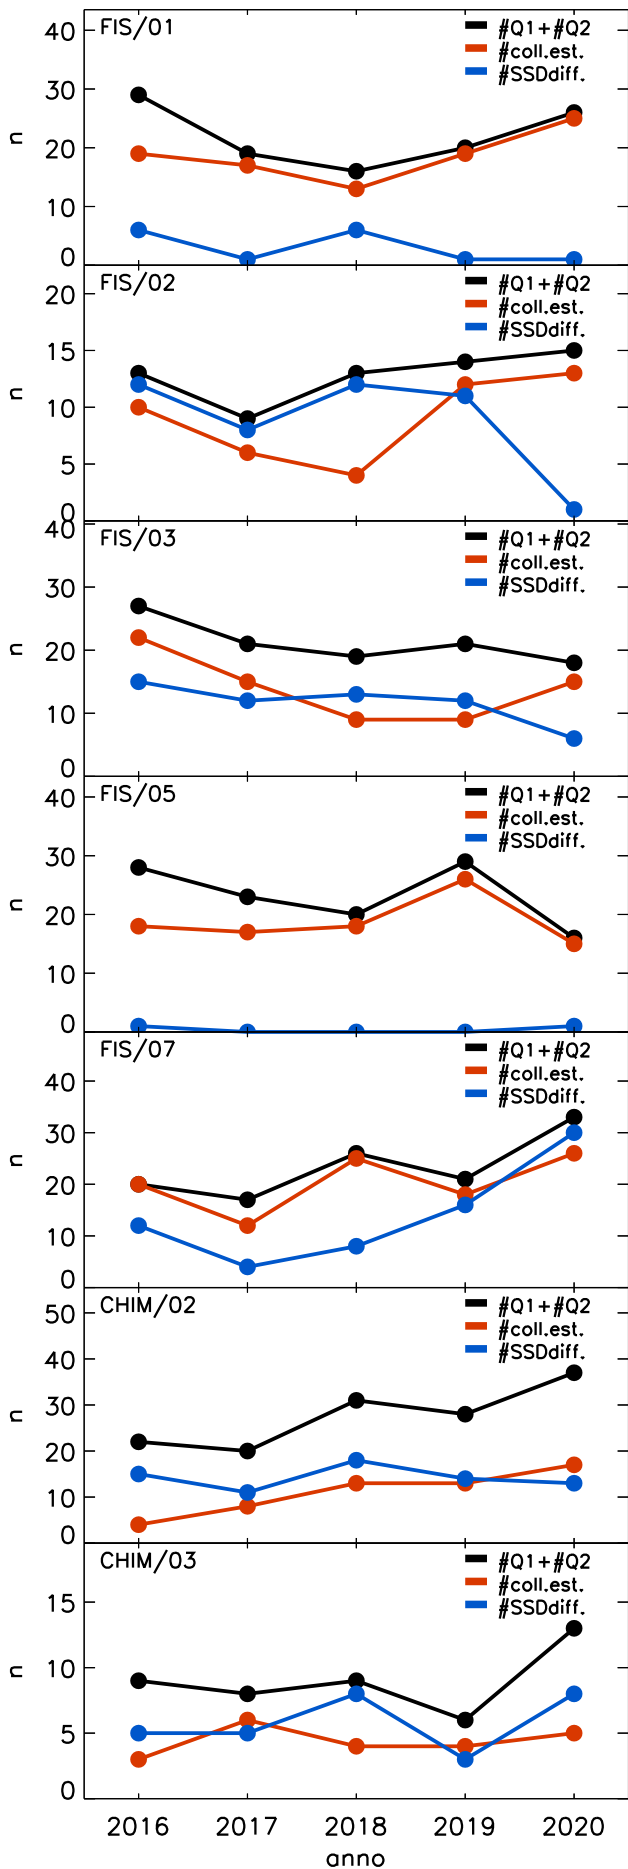 FIS/01
#Q1+#Q2
#coll.est.
#SSDdiff.
40
30
20
10
0
n
FIS/02
#Q1+#Q2
#coll.est.
#SSDdiff.
20
15
10
5
0
n
FIS/03
#Q1+#Q2
#coll.est.
#SSDdiff.
40
30
20
10
0
n
FIS/05
#Q1+#Q2
#coll.est.
#SSDdiff.
40
30
20
10
0
n
FIS/07
#Q1+#Q2
#coll.est.
#SSDdiff.
40
30
20
10
0
n
CHIM/02
#Q1+#Q2
#coll.est.
#SSDdiff.
50
40
30
20
10
0
n
CHIM/03
#Q1+#Q2
#coll.est.
#SSDdiff.
15
10
5
0
n
2016 2017 2018 2019 2020
anno